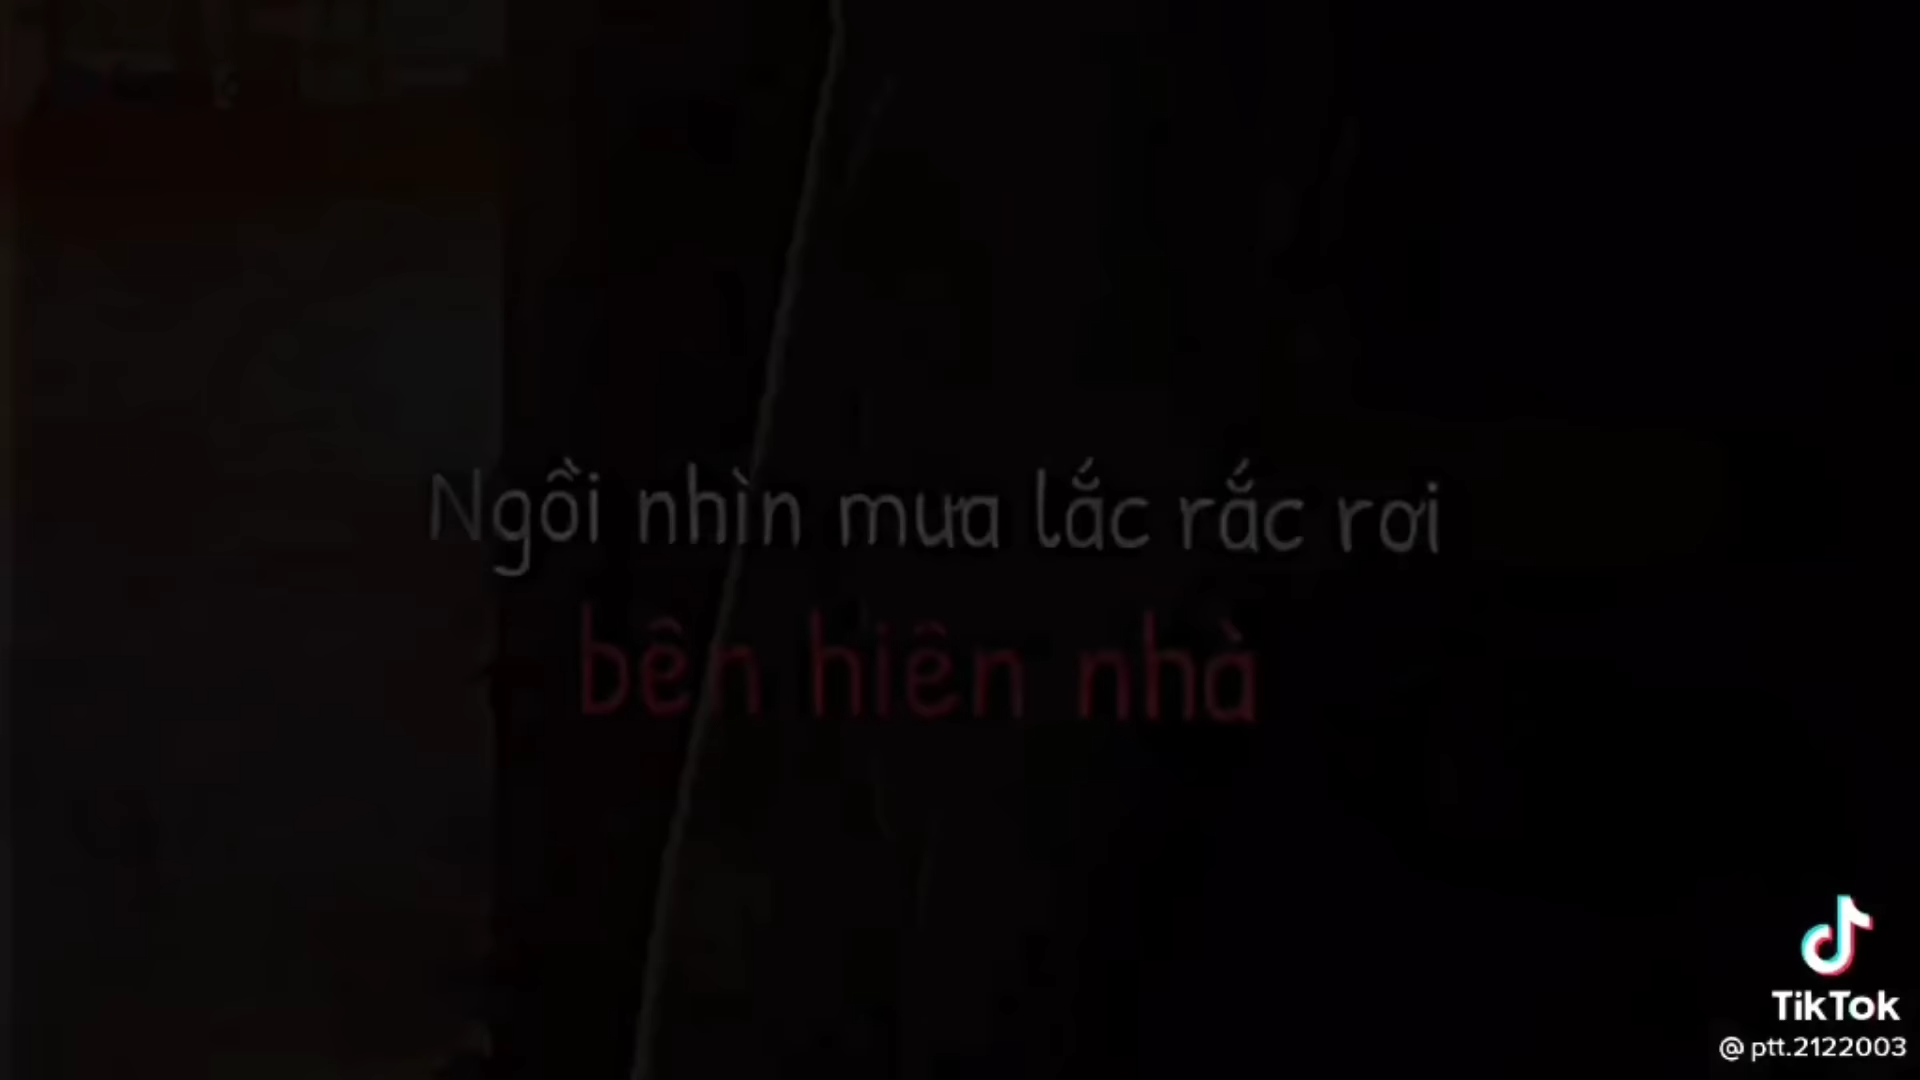 Ngồi nhìn mưa lắc rắc rơi
bên hiên nhà
TikTok
@ ptt.2122003